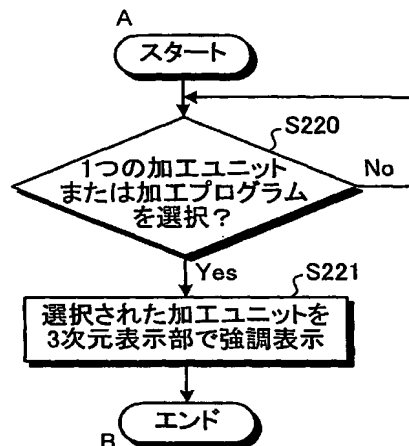 A
スタート
S220
1つの加工ユニット
または加工プログラム
を選択？
No
Yes
S221
選択された加工ユニットを
3次元表示部で強調表示
エンド
B